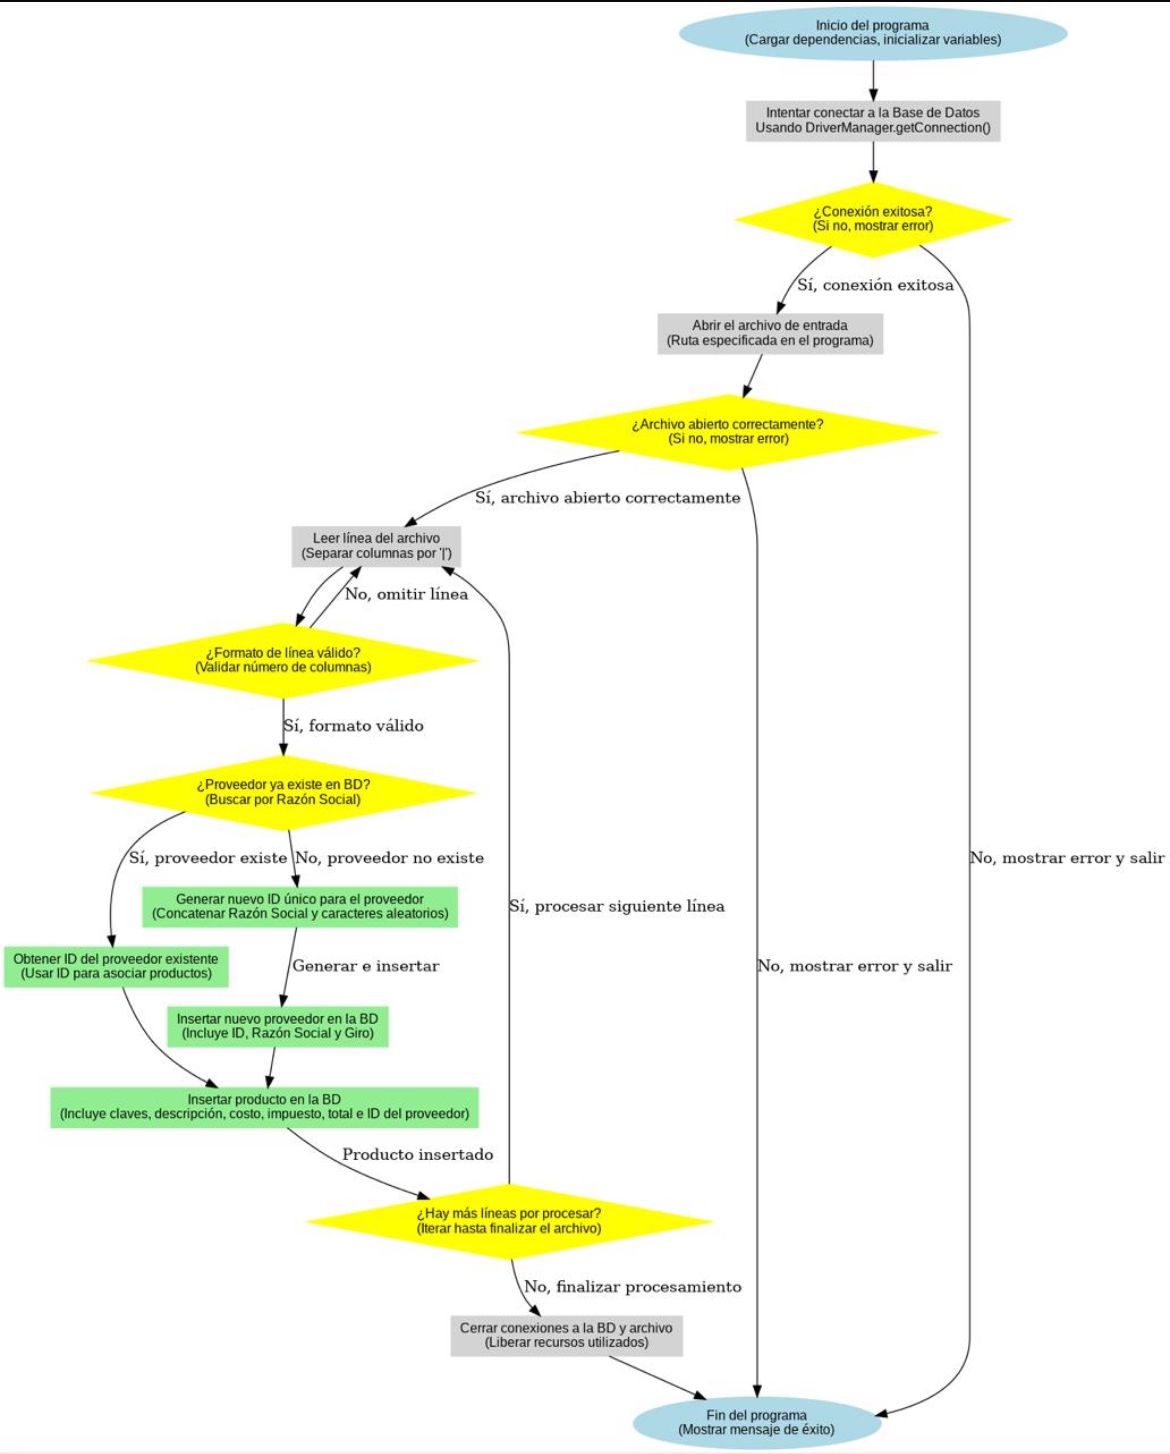 Inicio del programa
(Cargar dependencias, inicializar variables)
Intentar conectar a la Base de Datos
Usando DriverManager.getConnection()
¿Conexión exitosa?
(Si no, mostrar error)
Sí, conexión exitosa
Abrir el archivo de entrada
(Ruta especificada en el programa)
¿Archivo abierto correctamente?
(Si no, mostrar error)
Sí, archivo abierto correctamente
Leer línea del archivo
(Separar columnas por '|')
No, omitir línea
¿Formato de línea válido?
(Validar número de columnas)
Sí, formato válido
¿Proveedor ya existe en BD?
(Buscar por Razón Social)
Sí, proveedor existe
No, proveedor no existe
No, mostrar error y salir
Generar nuevo ID único para el proveedor
(Concatenar Razón Social y caracteres aleatorios)
Sí, procesar siguiente línea
Obtener ID del proveedor existente
(Usar ID para asociar productos)
Generar e insertar
No, mostrar error y salir
Insertar nuevo proveedor en la BD
(Incluye ID, Razón Social y Giro)
Insertar producto en la BD
(Incluye claves, descripción, costo, impuesto, total e ID del proveedor)
Producto insertado
¿Hay más líneas por procesar?
(Iterar hasta finalizar el archivo)
No, finalizar procesamiento
Cerrar conexiones a la BD y archivo
(Liberar recursos utilizados)
Fin del programa
(Mostrar mensaje de éxito)